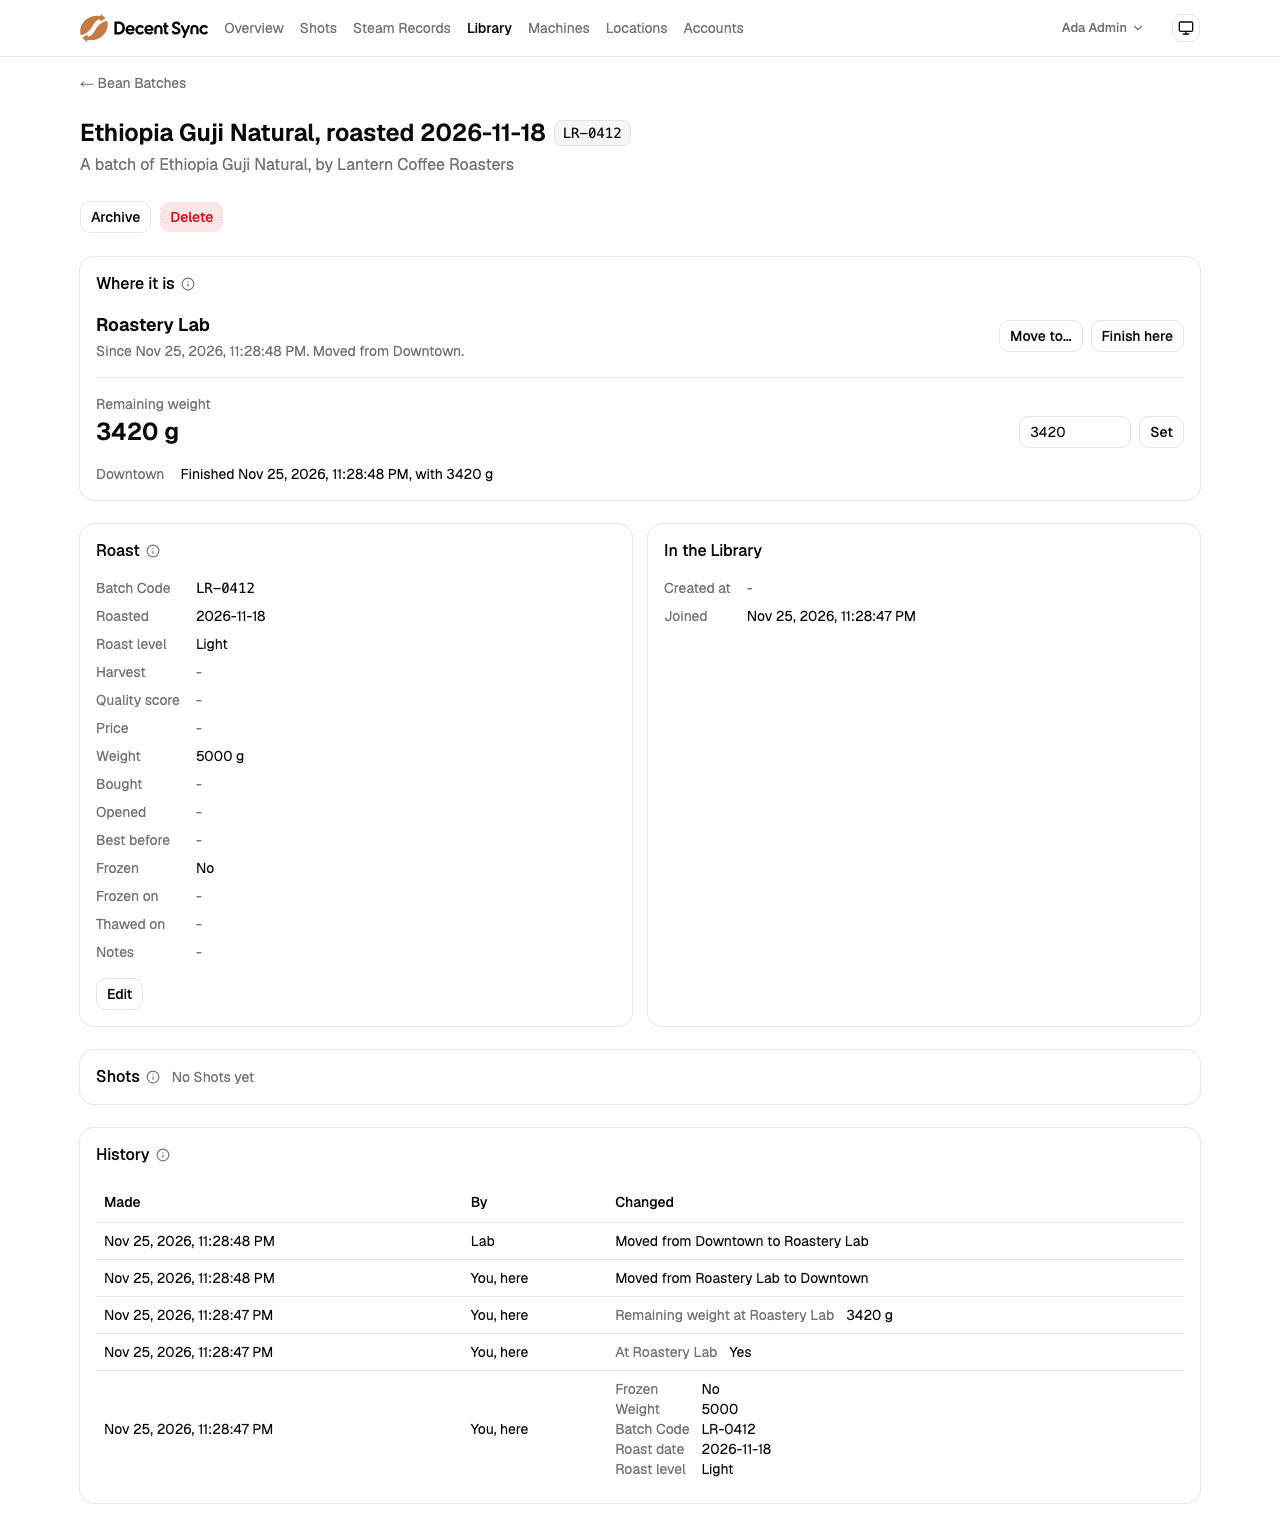 Decent Sync Overview Shots Steam Records Library Machines Locations Accounts Ada Admin
← Bean Batches
Ethiopia Guji Natural, roasted 2026-11-18 LR-0412
A batch of Ethiopia Guji Natural, by Lantern Coffee Roasters
Archive Delete
Where it is
Roastery Lab
Since Nov 25, 2026, 11:28:48 PM. Moved from Downtown.
Move to... Finish here
Remaining weight
3420 g
3420 Set
Downtown Finished Nov 25, 2026, 11:28:48 PM, with 3420 g
Roast
Batch Code LR-0412
Roasted 2026-11-18
Roast level Light
Harvest -
Quality score -
Price -
Weight 5000 g
Bought -
Opened -
Best before -
Frozen No
Frozen on -
Thawed on -
Notes -
Edit
In the Library
Created at -
Joined Nov 25, 2026, 11:28:47 PM
Shots No Shots yet
History
Made By Changed
Nov 25, 2026, 11:28:48 PM Lab Moved from Downtown to Roastery Lab
Nov 25, 2026, 11:28:48 PM You, here Moved from Roastery Lab to Downtown
Nov 25, 2026, 11:28:47 PM You, here Remaining weight at Roastery Lab 3420 g
Nov 25, 2026, 11:28:47 PM You, here At Roastery Lab Yes
Nov 25, 2026, 11:28:47 PM You, here
Frozen No
Weight 5000
Batch Code LR-0412
Roast date 2026-11-18
Roast level Light